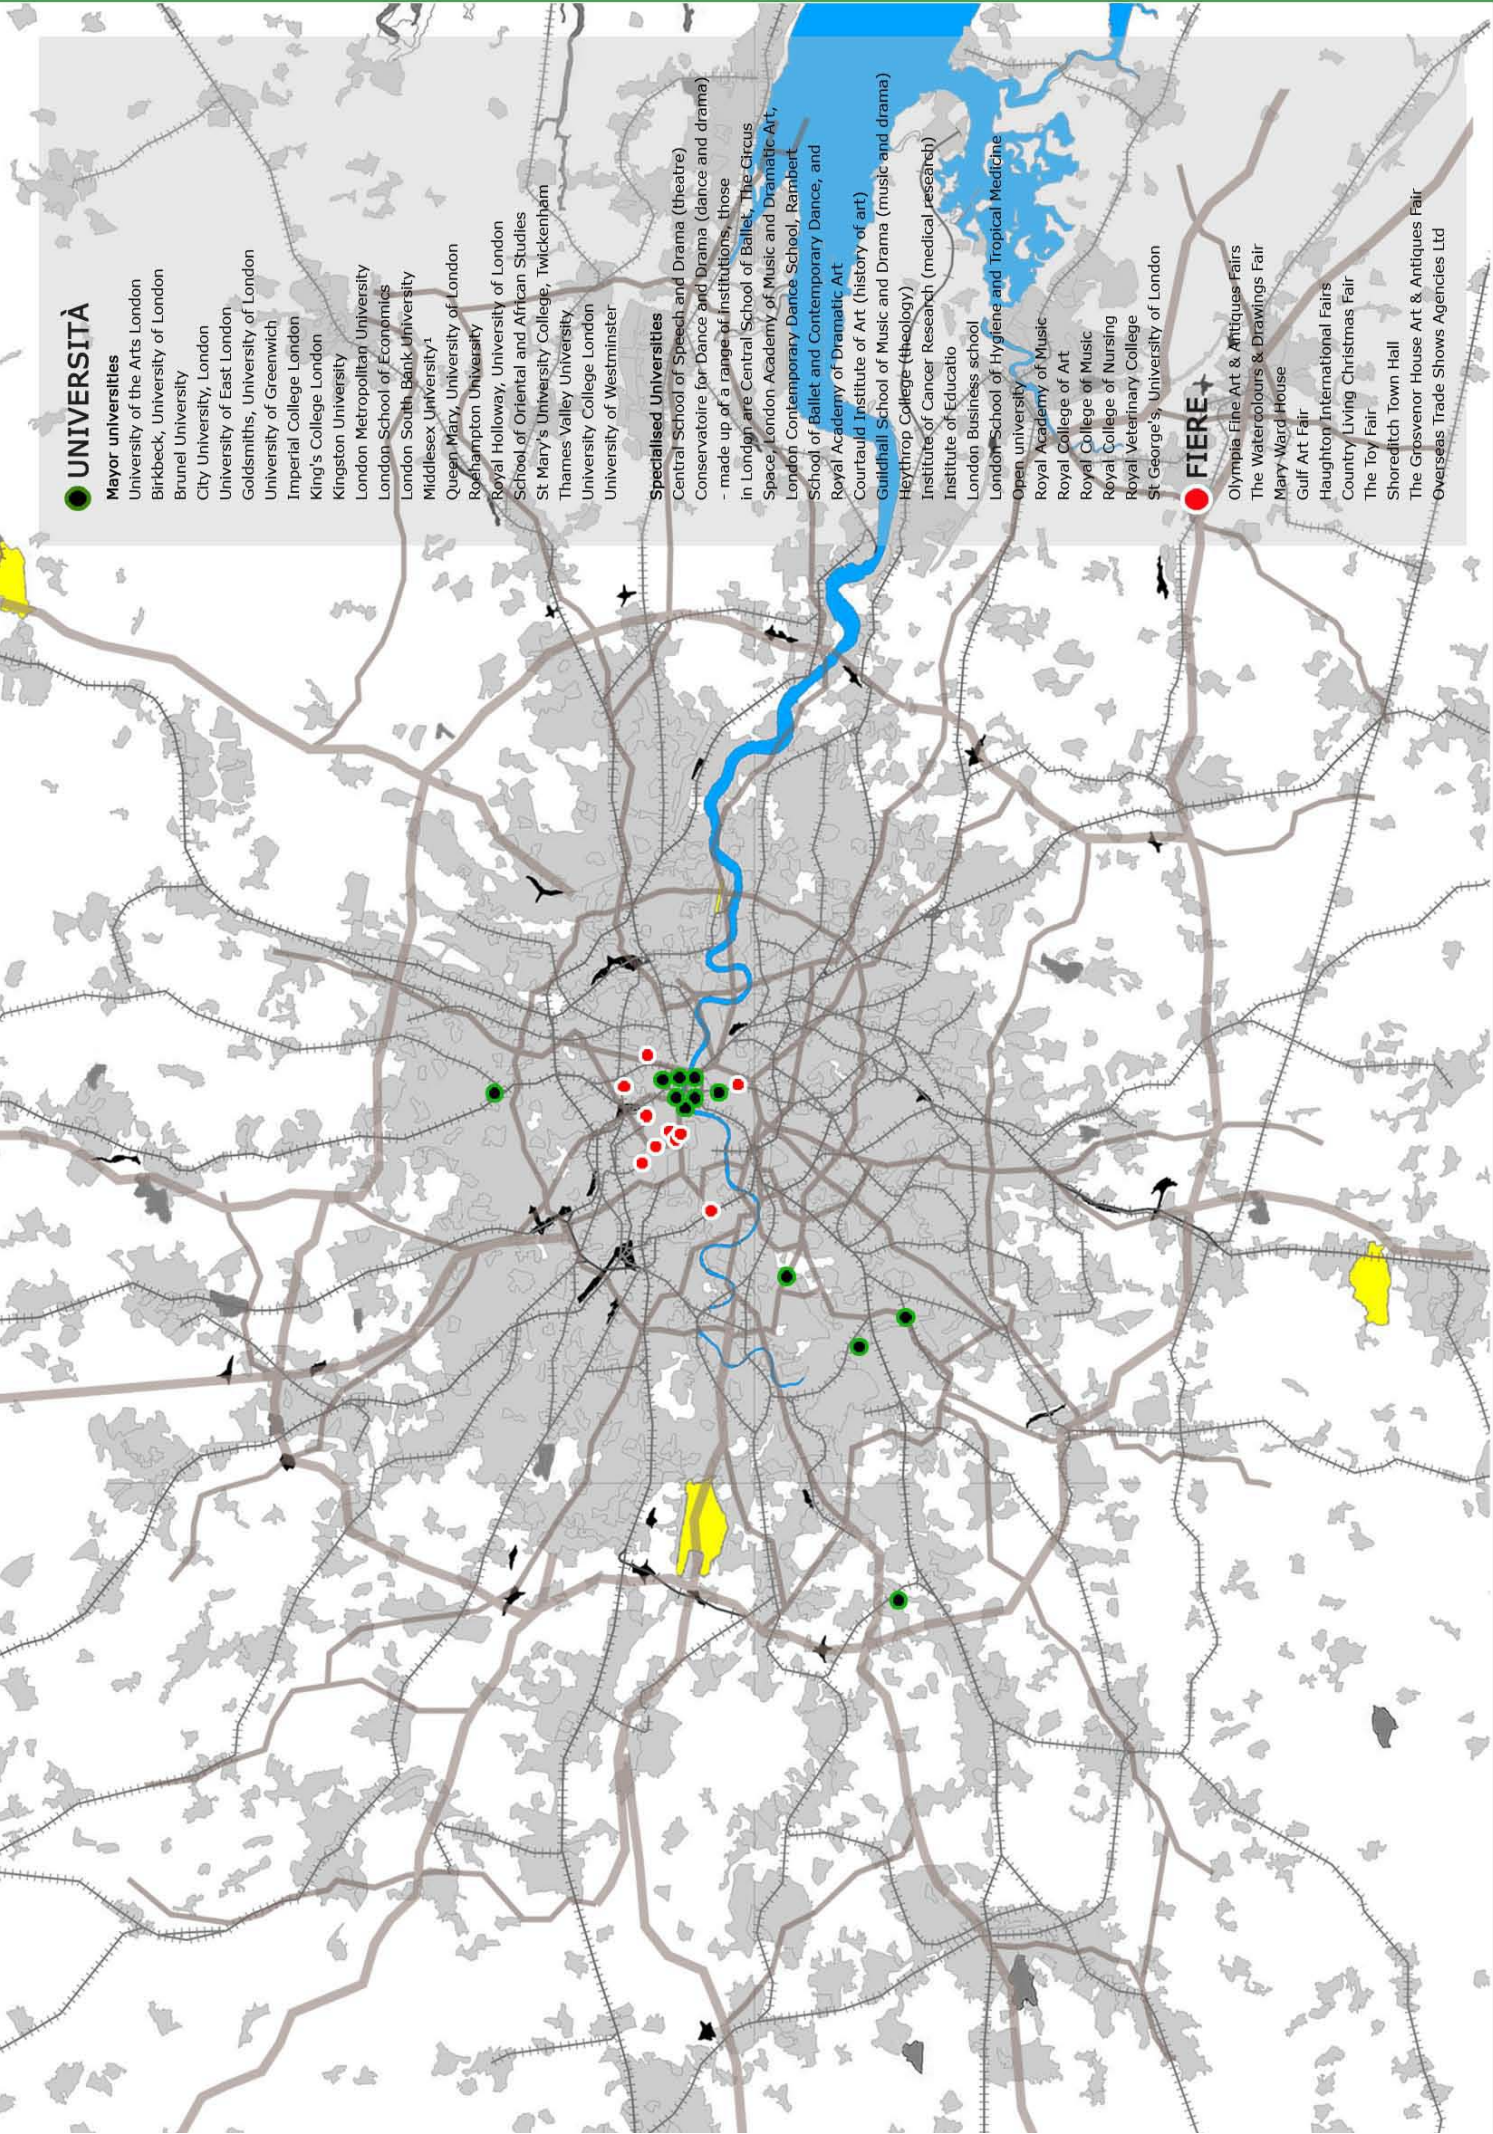 UNIVERSITÀ
Mayor universities
University of the Arts London
Birkbeck, University of London
Brunel University
City University, London
University of East London
Goldsmiths, University of London
University of Greenwich
Imperial College London
King's College London
Kingston University
London Metropolitan University
London School of Economics
London South Bank University
Middlesex University¹
Queen Mary, University of London
Roehampton University
Royal Holloway, University of London
School of Oriental and African Studies
St Mary's University College, Twickenham
Thames Valley University
University College London
University of Westminster
Specialised Universities
Central School of Speech and Drama (theatre)
Conservatoire for Dance and Drama (dance and drama)
- made up of a range of institutions, those
in London are Central School of Ballet, The Circus
Space, London Academy of Music and Dramatic Art,
London Contemporary Dance School, Rambert
School of Ballet and Contemporary Dance, and
Royal Academy of Dramatic Art
Courtauld Institute of Art (history of art)
Guildhall School of Music and Drama (music and drama)
Heythrop College (theology)
Institute of Cancer Research (medical research)
Institute of Educatio
London Business school
London School of Hygiene and Tropical Medicine
Open university
Royal Academy of Music
Royal College of Art
Royal College of Music
Royal College of Nursing
Royal Veterinary College
St George's, University of London
FIERE
Olympia Fine Art & Antiques Fairs
The Watercolours & Drawings Fair
Mary Ward House
Gulf Art Fair
Haughton International Fairs
Country Living Christmas Fair
The Toy Fair
Shoreditch Town Hall
The Grosvenor House Art & Antiques Fair
Overseas Trade Shows Agencies Ltd